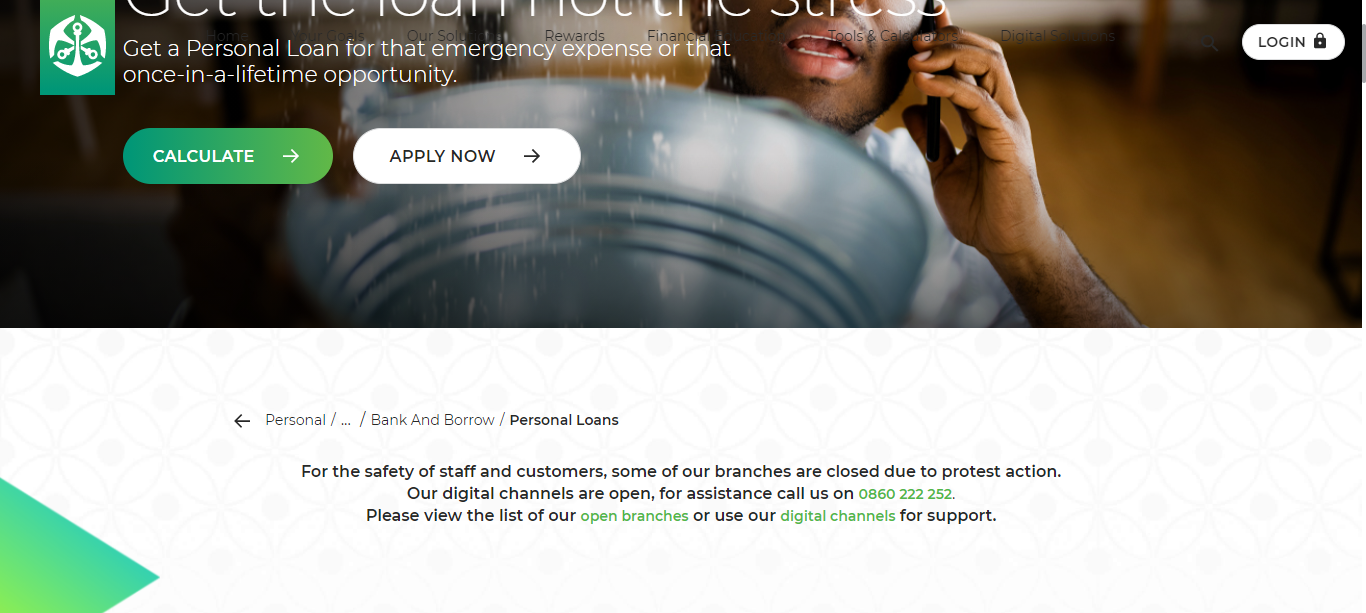 Get the loan not the stress
Home Your Goals Our Solutions Rewards Financial Education Tools & Calculators Digital Solutions
LOGIN
Get a Personal Loan for that emergency expense or that
once-in-a-lifetime opportunity.
CALCULATE
APPLY NOW
Personal / ... / Bank And Borrow / Personal Loans
For the safety of staff and customers, some of our branches are closed due to protest action.
Our digital channels are open, for assistance call us on 0860 222 252.
Please view the list of our open branches or use our digital channels for support.